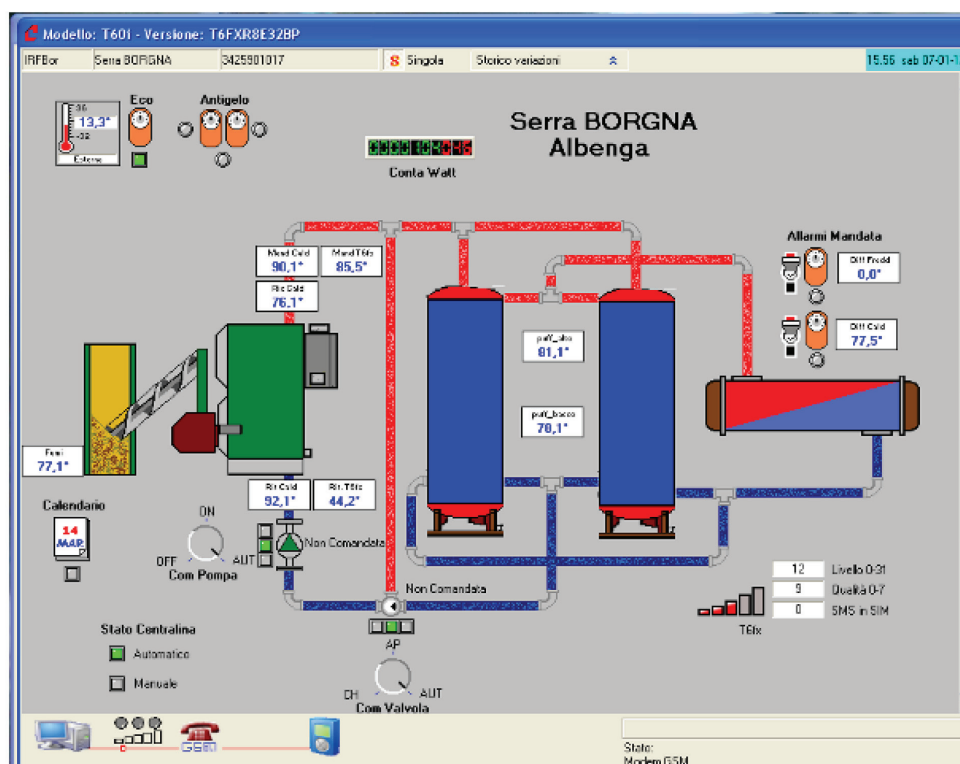 Modello: T60i - Versione: T6FXR8E32BP
IRFBor Serra BORGNA 3425901017 S Singola Storico variazioni 15.56 sab 07-01-1
Eco Antigelo
13,3°
Esterna
Serra BORGNA
Albenga
Conta Watt
Mand Cald Mand T6fx
90,1° 85,5°
Ric Cald
76,1°
Allarmi Mandata
Diff Fredd
0,0°
Diff Cald
77,5°
puff_alto
81,1°
puff_basso
78,1°
Fumi
77,1°
Rit Cald Rit. T6fx
92,1° 44,2°
Calendario
14
MAR
ON
OFF AUT
Com Pompa
Non Comandata
Non Comandata
AP
CH AUT
Com Valvola
12 Livello 0-31
9 Qualità 0-7
0 SMS in SIM
T6fx
Stato Centralina
Automatico
Manuale
GSM
Stato:
Modem GSM